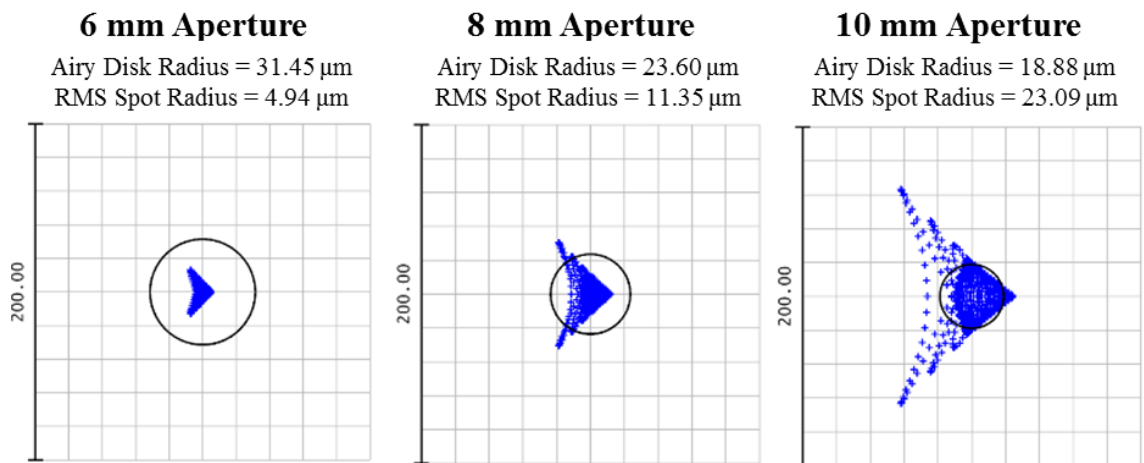 6 mm Aperture
Airy Disk Radius = 31.45 μm
RMS Spot Radius = 4.94 μm
200.00
8 mm Aperture
Airy Disk Radius = 23.60 μm
RMS Spot Radius = 11.35 μm
200.00
10 mm Aperture
Airy Disk Radius = 18.88 μm
RMS Spot Radius = 23.09 μm
200.00